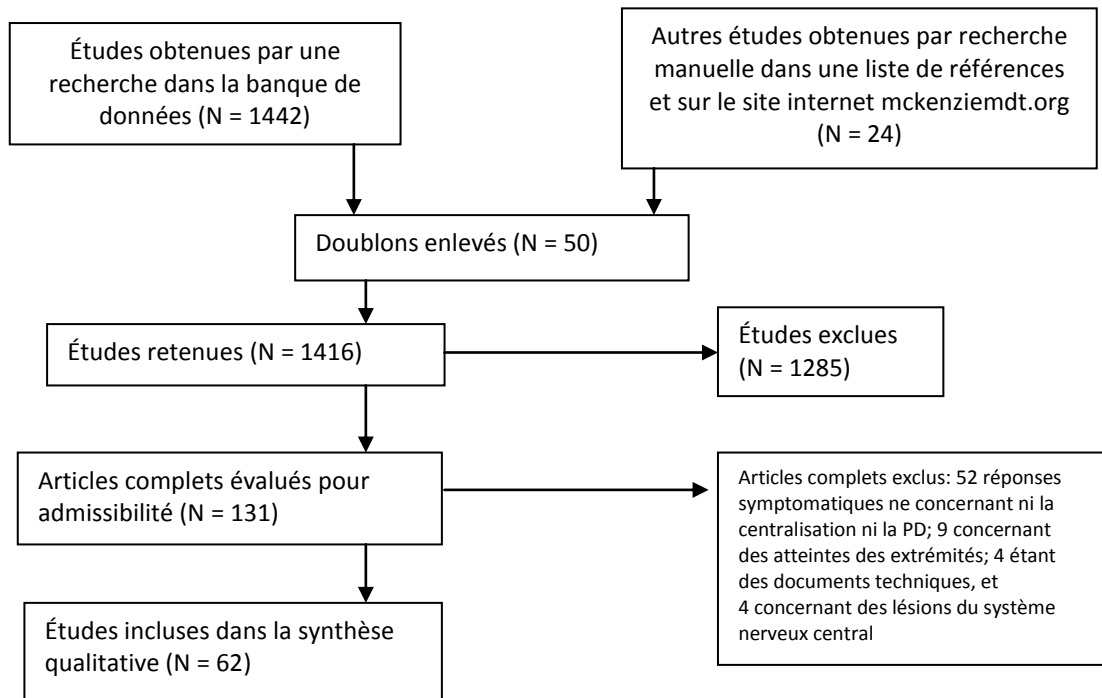 Études obtenues par une
recherche dans la banque de
données (N = 1442)
Autres études obtenues par recherche
manuelle dans une liste de références
et sur le site internet mckenziemdt.org
(N = 24)
Doublons enlevés (N = 50)
Études retenues (N = 1416)
Études exclues
(N = 1285)
Articles complets évalués pour
admissibilité (N = 131)
Articles complets exclus: 52 réponses
symptomatiques ne concernant ni la
centralisation ni la PD; 9 concernant
des atteintes des extrémités; 4 étant
des documents techniques, et
4 concernant des lésions du système
nerveux central
Études incluses dans la synthèse
qualitative (N = 62)